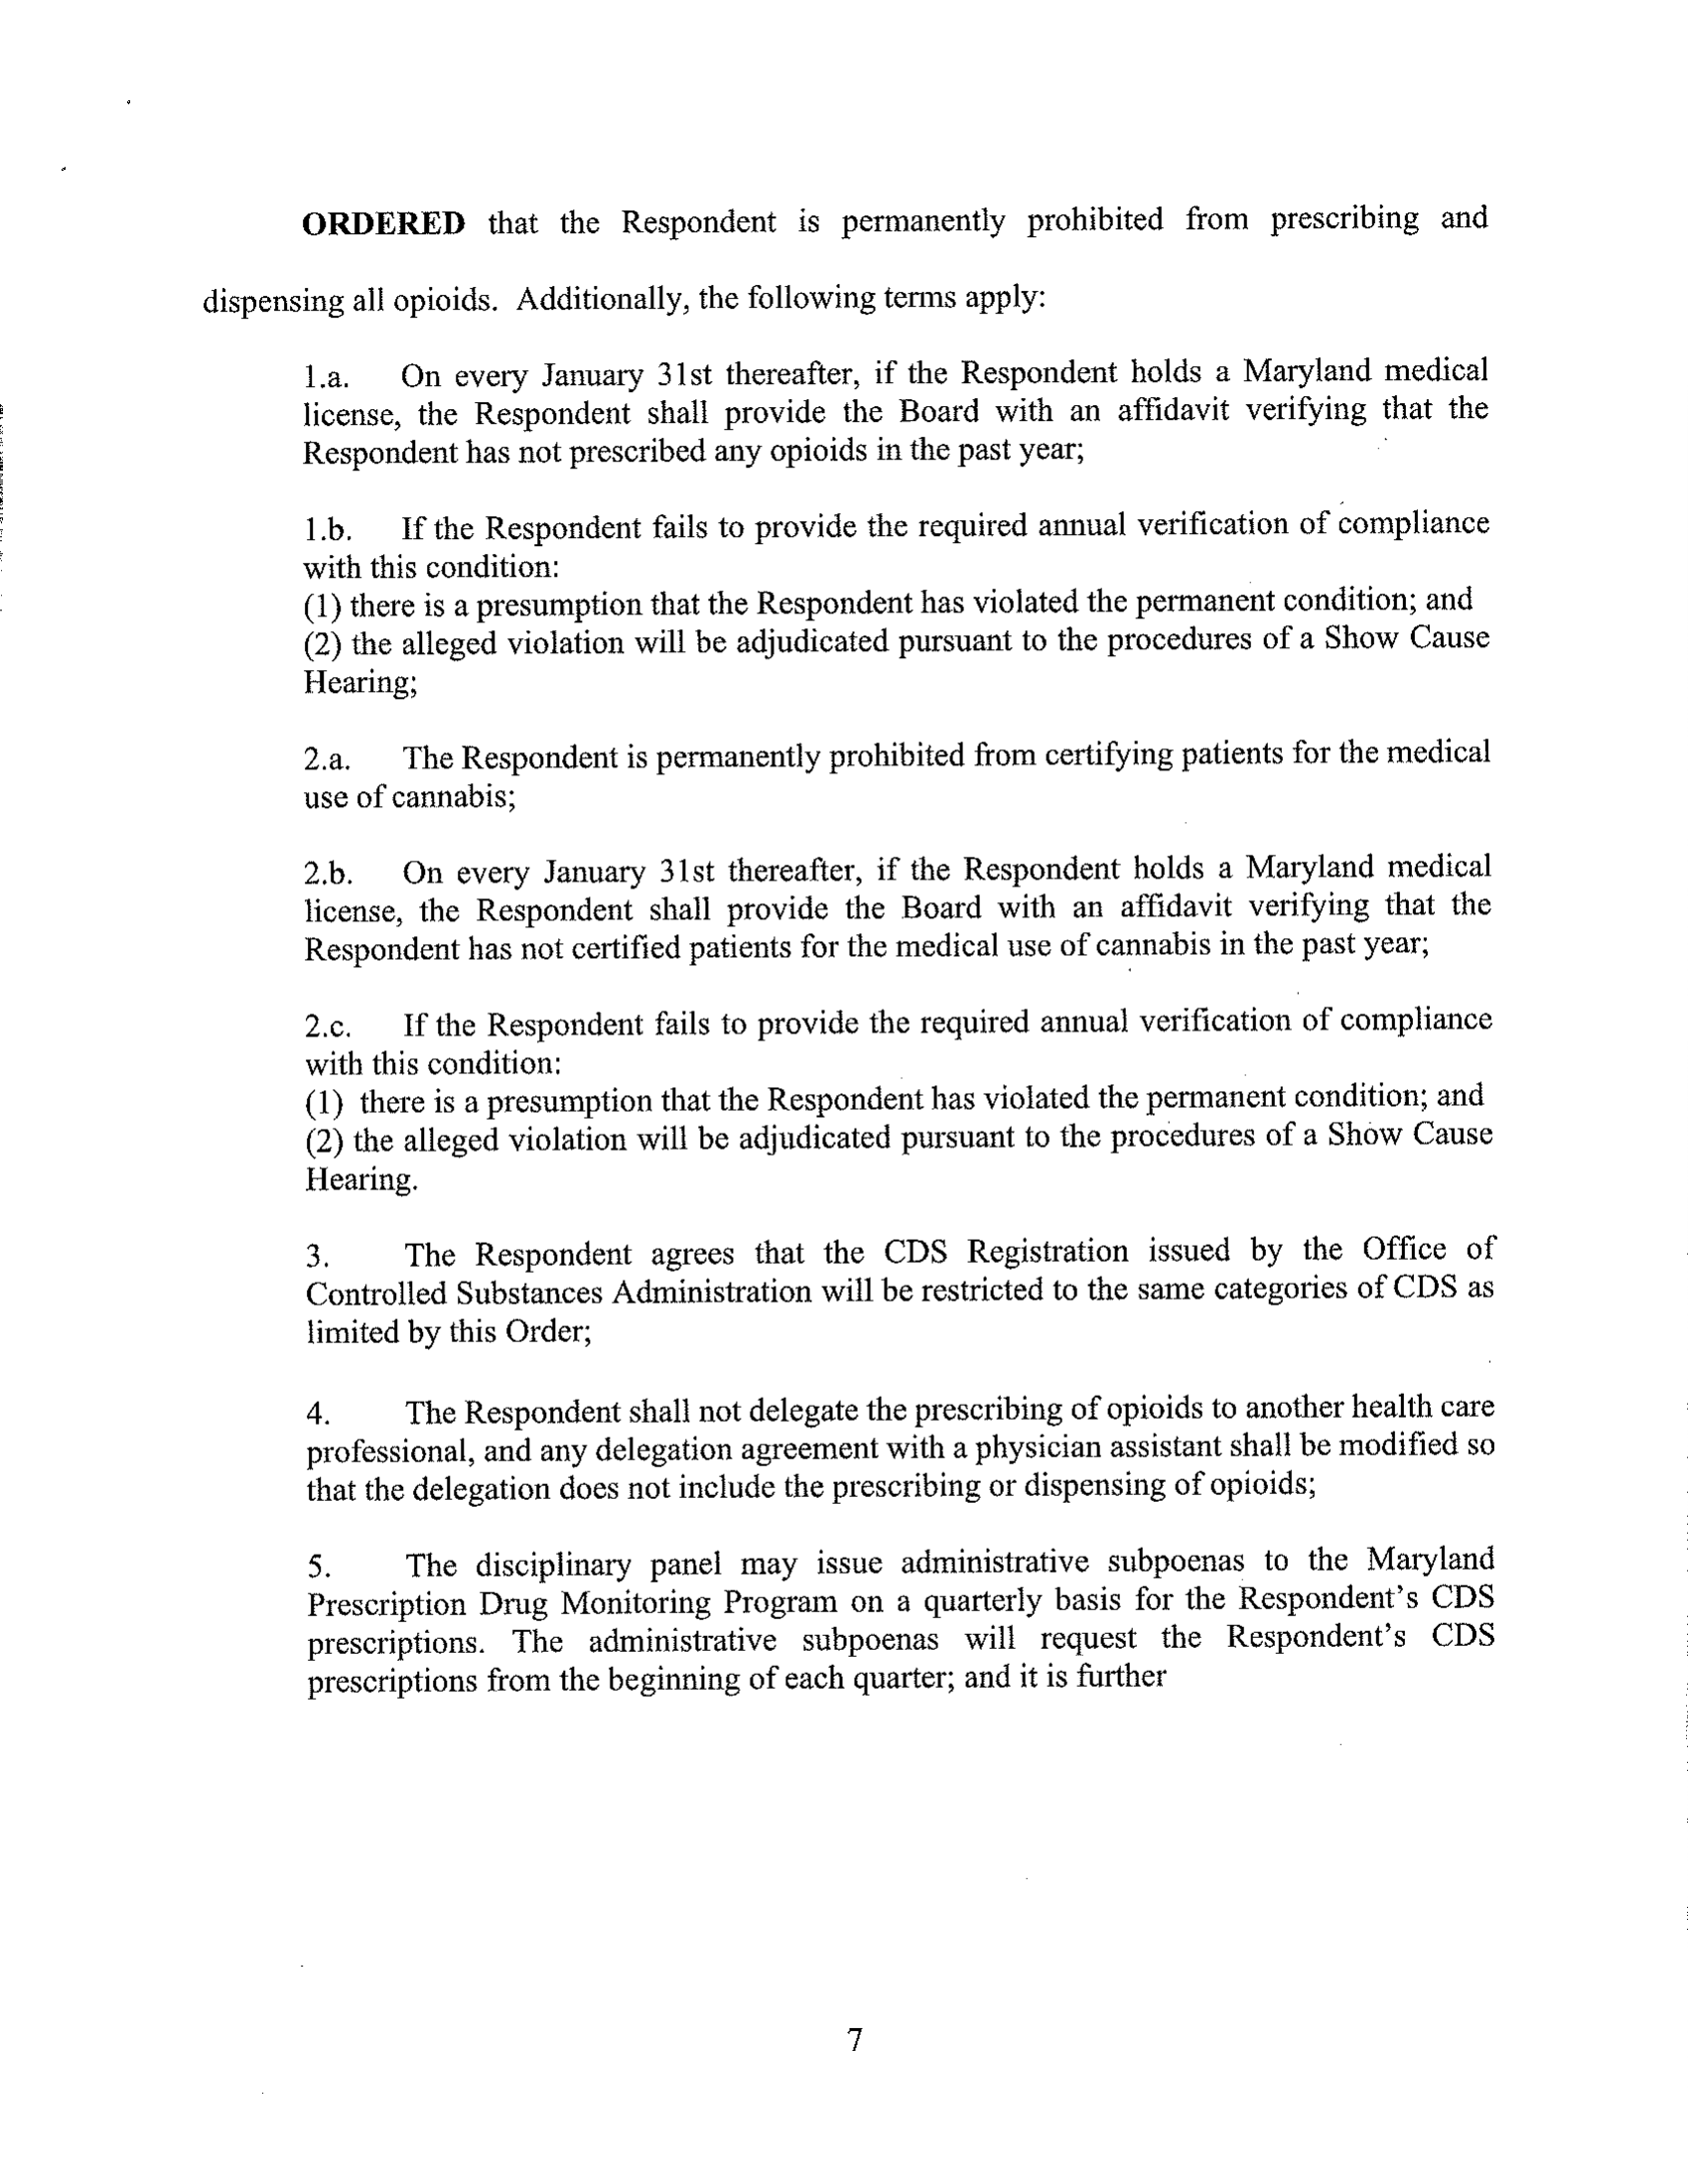 ORDERED that the Respondent is permanently prohibited from prescribing and
dispensing all opioids. Additionally, the following terms apply:
1.a. On every January 31st thereafter, if the Respondent holds a Maryland medical
license, the Respondent shall provide the Board with an affidavit verifying that the
Respondent has not prescribed any opioids in the past year;
1.b. If the Respondent fails to provide the required annual verification of compliance
with this condition:
(1) there is a presumption that the Respondent has violated the permanent condition; and
(2) the alleged violation will be adjudicated pursuant to the procedures of a Show Cause
Hearing;
2.a. The Respondent is permanently prohibited from certifying patients for the medical
use of cannabis;
2.b. On every January 31st thereafter, if the Respondent holds a Maryland medical
license, the Respondent shall provide the Board with an affidavit verifying that the
Respondent has not certified patients for the medical use of cannabis in the past year;
2.c. If the Respondent fails to provide the required annual verification of compliance
with this condition:
(1) there is a presumption that the Respondent has violated the permanent condition; and
(2) the alleged violation will be adjudicated pursuant to the procedures of a Show Cause
Hearing.
3. The Respondent agrees that the CDS Registration issued by the Office of
Controlled Substances Administration will be restricted to the same categories of CDS as
limited by this Order;
4. The Respondent shall not delegate the prescribing of opioids to another health care
professional, and any delegation agreement with a physician assistant shall be modified so
that the delegation does not include the prescribing or dispensing of opioids;
5. The disciplinary panel may issue administrative subpoenas to the Maryland
Prescription Drug Monitoring Program on a quarterly basis for the Respondent's CDS
prescriptions. The administrative subpoenas will request the Respondent's CDS
prescriptions from the beginning of each quarter; and it is further
7